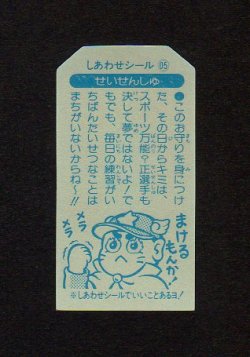 しあわせシール 05
せいせんしゅ
●このお守りを身につけ
た、その日からキミは
スポーツ万能？正選手も
決して夢ではないよ！で
もでも、毎日の練習がい
ちばんたいせつなことは
まちがいないからね〜!!
まける
もんか!
メラ
メラ
※しあわせシールでいいことあるヨ！